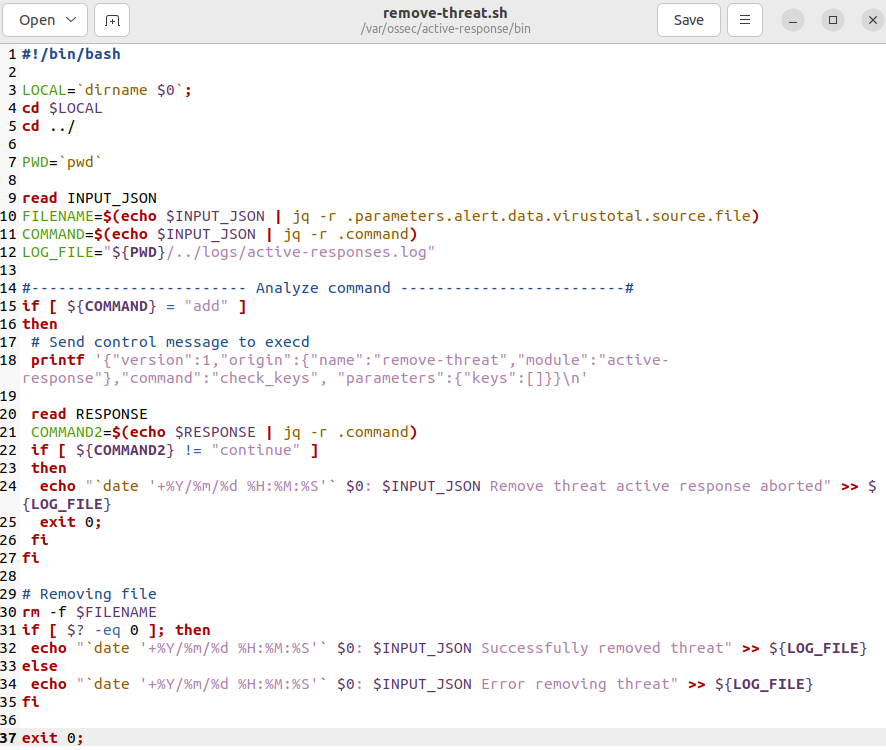 Open
remove-threat.sh
/var/ossec/active-response/bin
Save
1 #!/bin/bash
2
3 LOCAL=`dirname $0`;
4 cd $LOCAL
5 cd ../
6
7 PWD=`pwd`
8
9 read INPUT_JSON
10 FILENAME=$(echo $INPUT_JSON | jq -r .parameters.alert.data.virustotal.source.file)
11 COMMAND=$(echo $INPUT_JSON | jq -r .command)
12 LOG_FILE="${PWD}/../logs/active-responses.log"
13
14 #------------------------ Analyze command -------------------------#
15 if [ ${COMMAND} = "add" ]
16 then
17  # Send control message to execd
18  printf '{"version":1,"origin":{"name":"remove-threat","module":"active-
response"},"command":"check_keys", "parameters":{"keys":[]}}\n'
19
20  read RESPONSE
21  COMMAND2=$(echo $RESPONSE | jq -r .command)
22  if [ ${COMMAND2} != "continue" ]
23  then
24   echo "`date '+%Y/%m/%d %H:%M:%S'` $0: $INPUT_JSON Remove threat active response aborted" >> $
{LOG_FILE}
25   exit 0;
26  fi
27 fi
28
29 # Removing file
30 rm -f $FILENAME
31 if [ $? -eq 0 ]; then
32  echo "`date '+%Y/%m/%d %H:%M:%S'` $0: $INPUT_JSON Successfully removed threat" >> ${LOG_FILE}
33 else
34  echo "`date '+%Y/%m/%d %H:%M:%S'` $0: $INPUT_JSON Error removing threat" >> ${LOG_FILE}
35 fi
36
37 exit 0;